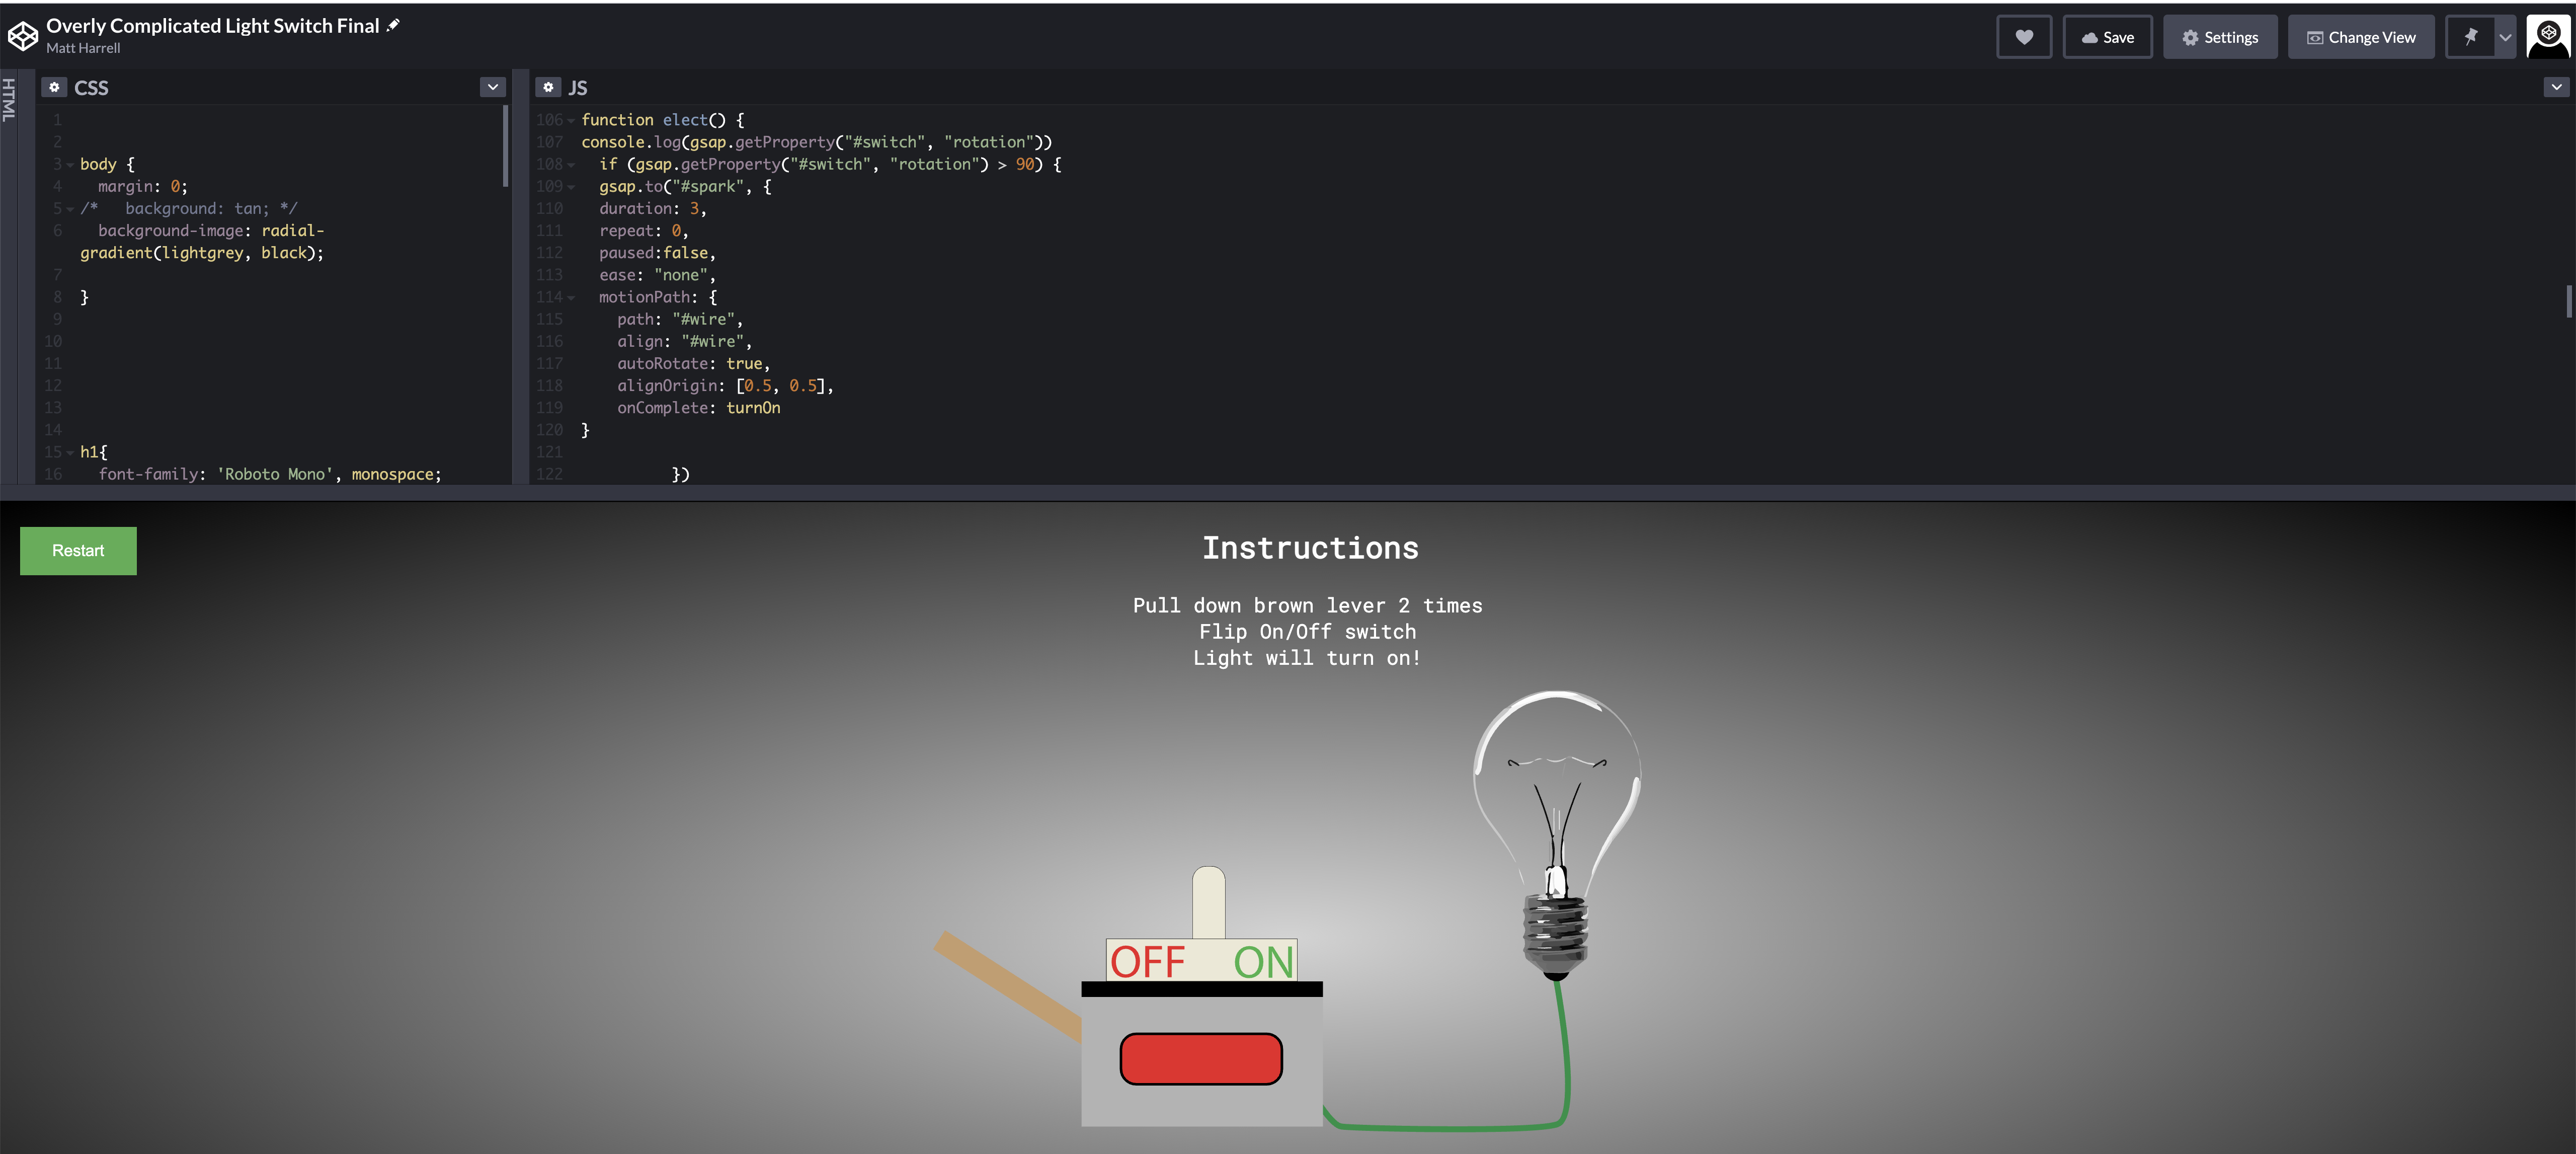 Overly Complicated Light Switch Final
Matt Harrell
Save
Settings
Change View
HTML
CSS
1
2
3 body {
4   margin: 0;
5 /*   background: tan; */
6   background-image: radial-
gradient(lightgrey, black);
7
8 }
9
10
11
12
13
14
15 h1{
16   font-family: 'Roboto Mono', monospace;
JS
106 function elect() {
107 console.log(gsap.getProperty("#switch", "rotation"))
108   if (gsap.getProperty("#switch", "rotation") > 90) {
109   gsap.to("#spark", {
110   duration: 3,
111   repeat: 0,
112   paused:false,
113   ease: "none",
114   motionPath: {
115     path: "#wire",
116     align: "#wire",
117     autoRotate: true,
118     alignOrigin: [0.5, 0.5],
119     onComplete: turnOn
120 }
121
122           })
Restart
Instructions
Pull down brown lever 2 times
Flip On/Off switch
Light will turn on!
OFF ON